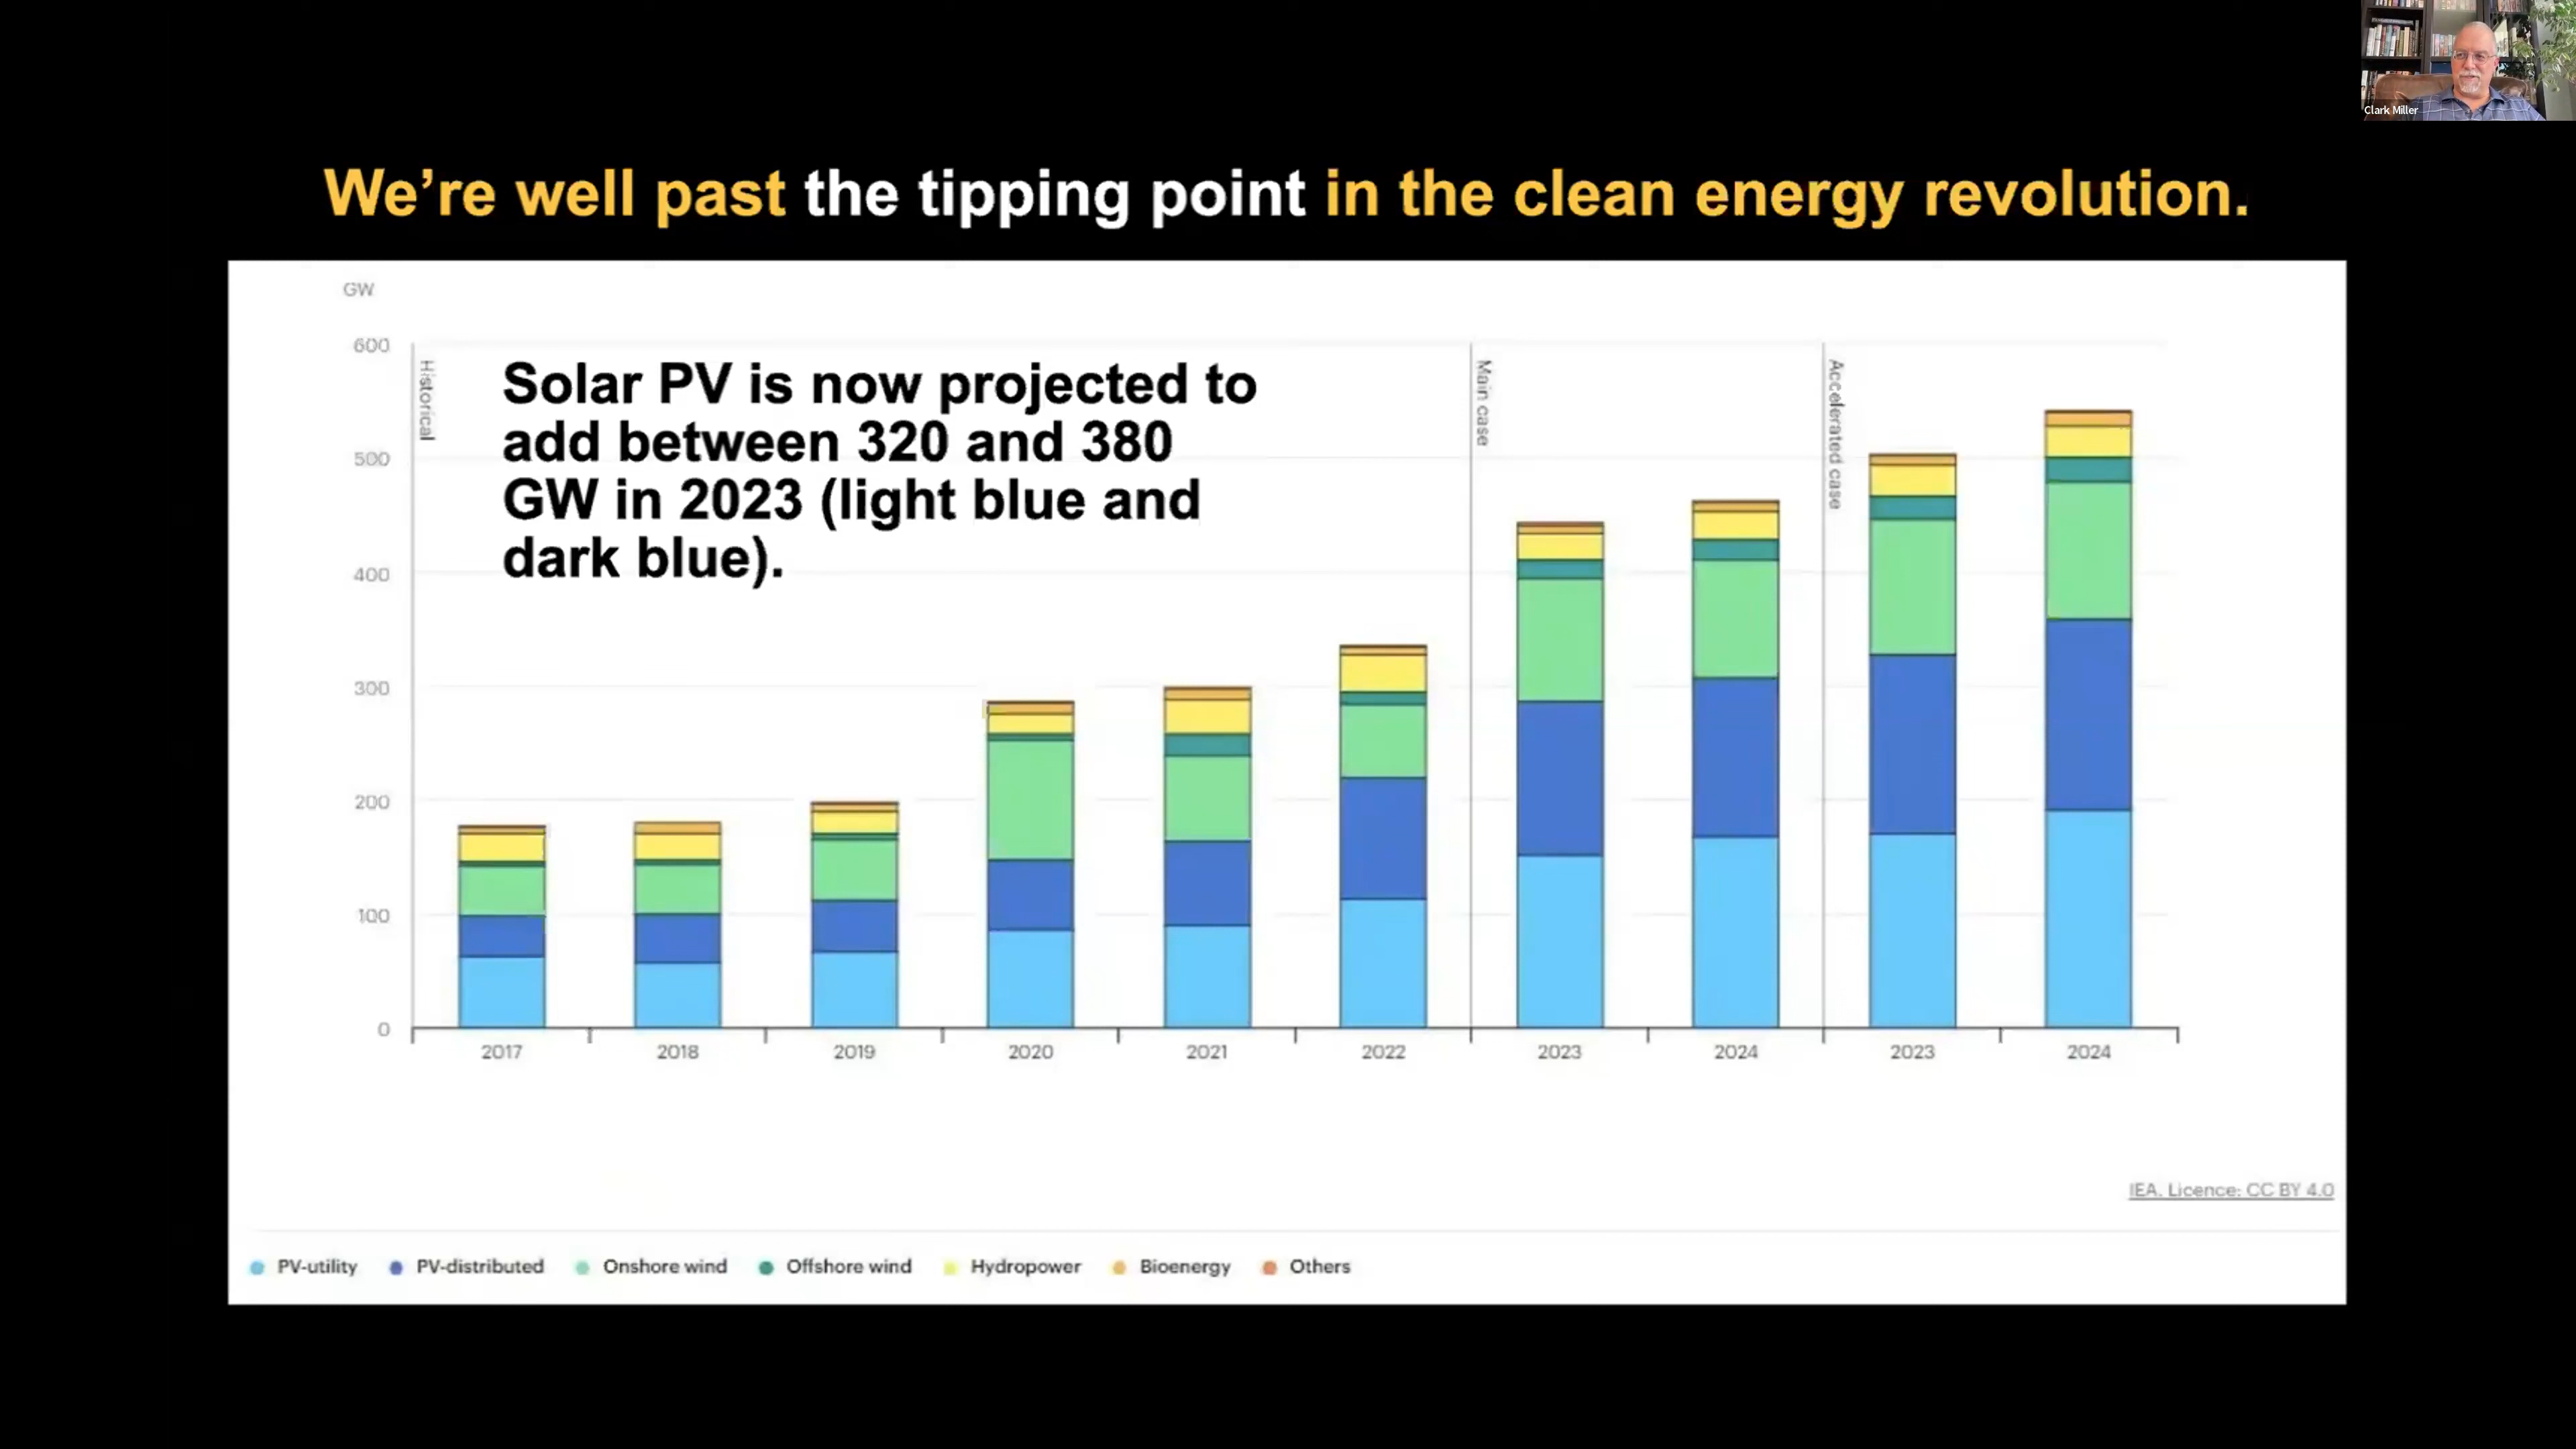 Clark Miller
We’re well past the tipping point in the clean energy revolution.
GW
600
500
400
300
200
100
0
Historical
Solar PV is now projected to
add between 320 and 380
GW in 2023 (light blue and
dark blue).
Main case
Accelerated case
2017 2018 2019 2020 2021 2022 2023 2024 2023 2024
IEA. Licence: CC BY 4.0
PV-utility PV-distributed Onshore wind Offshore wind Hydropower Bioenergy Others